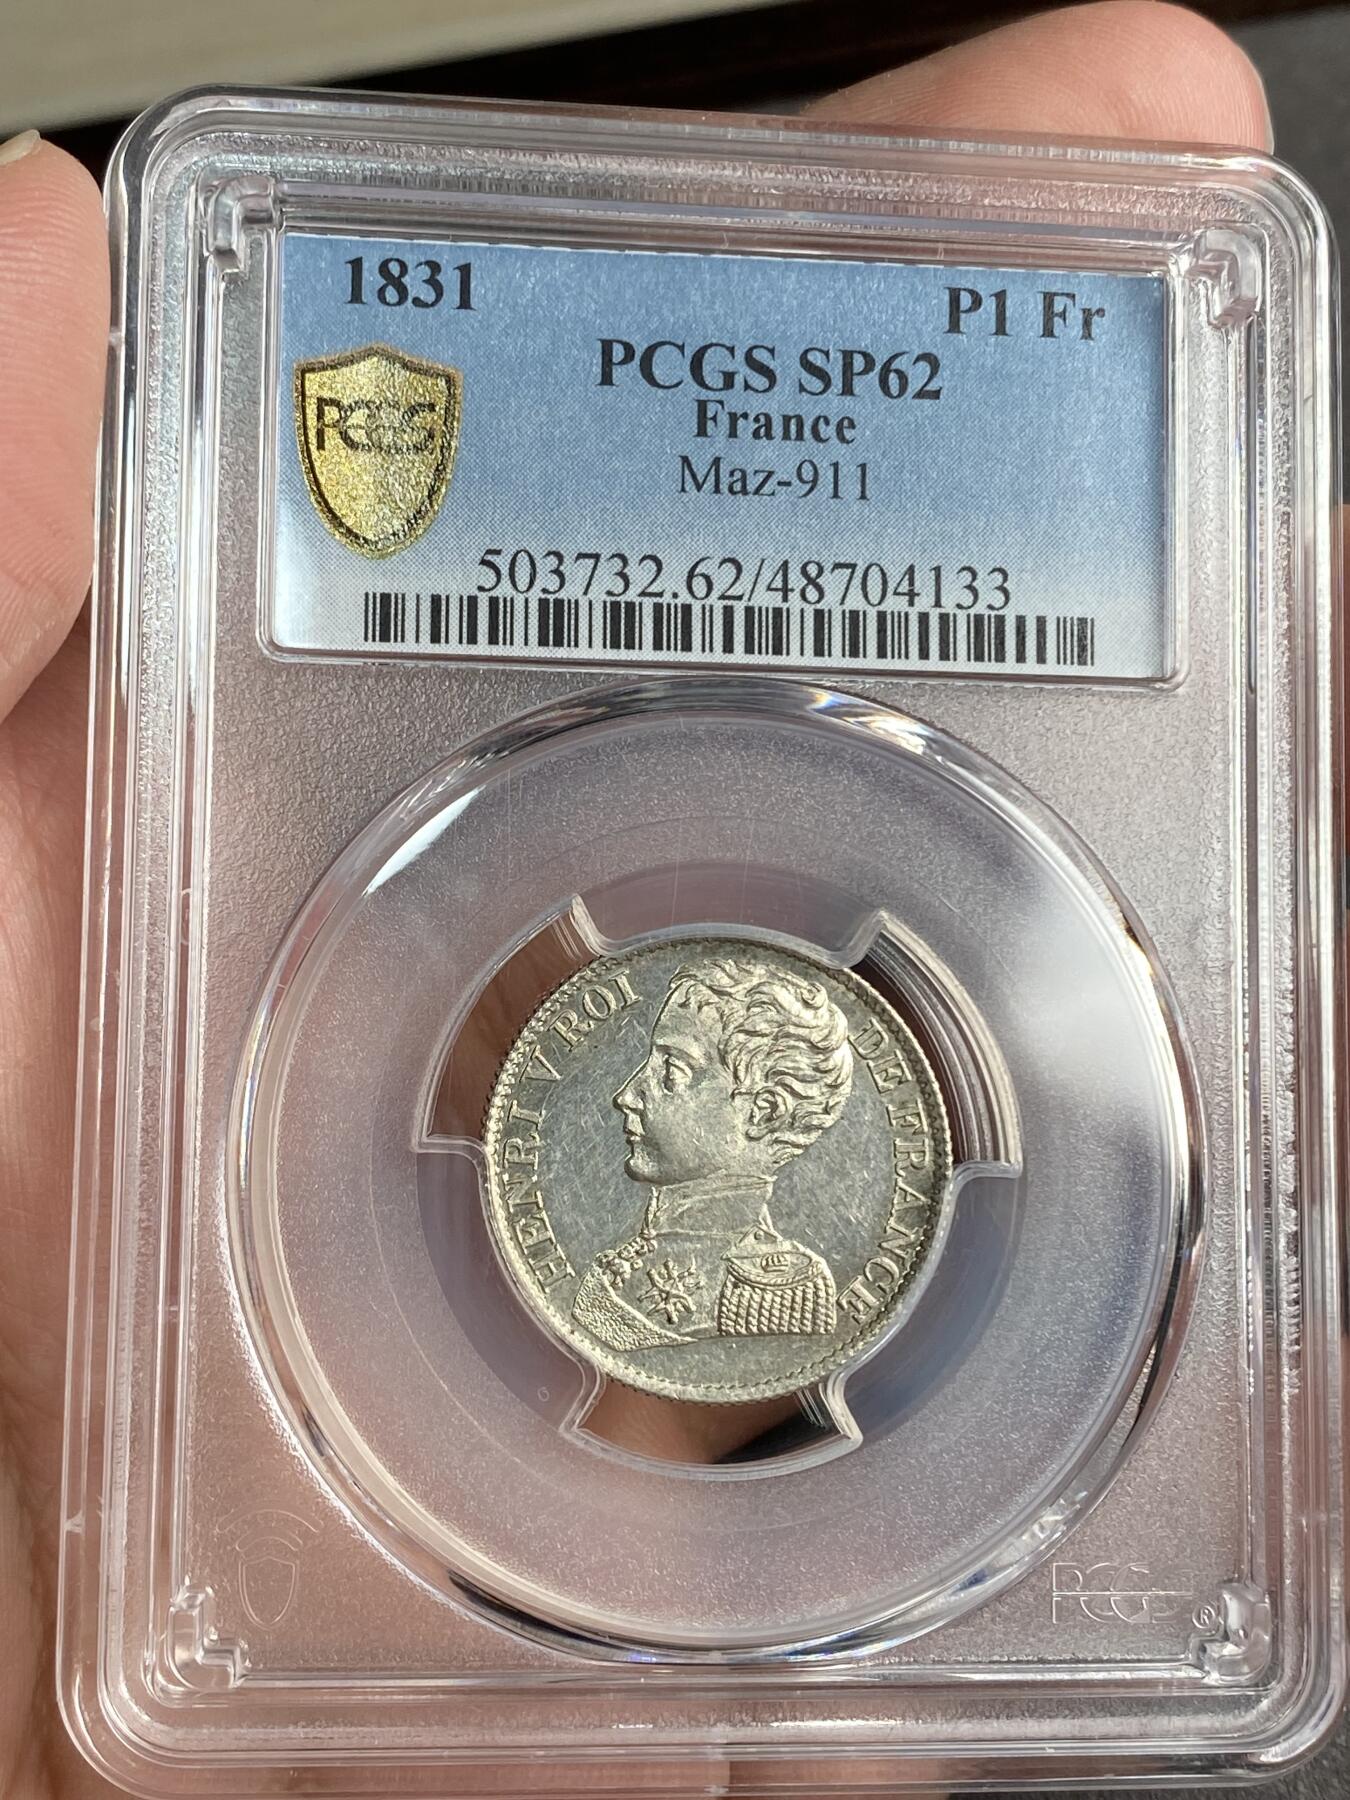 1831
P1 Fr
PCGS SP62
France
Maz-911
503732.62/48704133
PCGS
HENRI V ROI DE FRANCE
PCGS ®